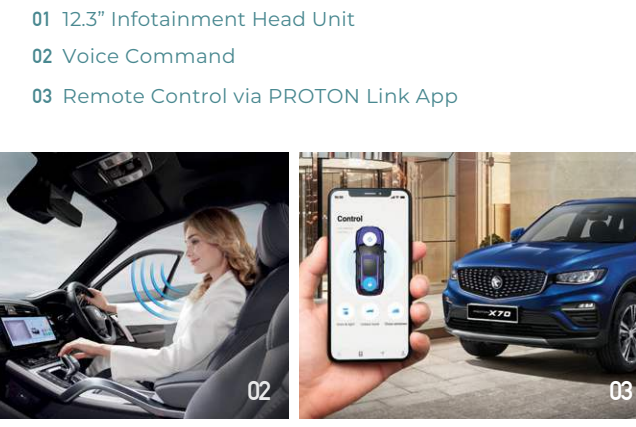 01 12.3” Infotainment Head Unit
02 Voice Command
03 Remote Control via PROTON Link App
Control
X70
02
03